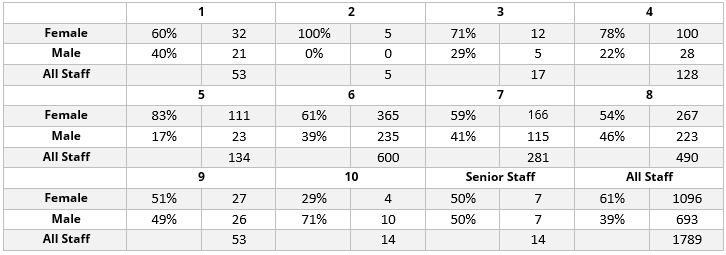 1 2 3 4
Female 60% 32 100% 5 71% 12 78% 100
Male 40% 21 0% 0 29% 5 22% 28
All Staff 53 5 17 128
5 6 7 8
Female 83% 111 61% 365 59% 166 54% 267
Male 17% 23 39% 235 41% 115 46% 223
All Staff 134 600 281 490
9 10 Senior Staff All Staff
Female 51% 27 29% 4 50% 7 61% 1096
Male 49% 26 71% 10 50% 7 39% 693
All Staff 53 14 14 1789